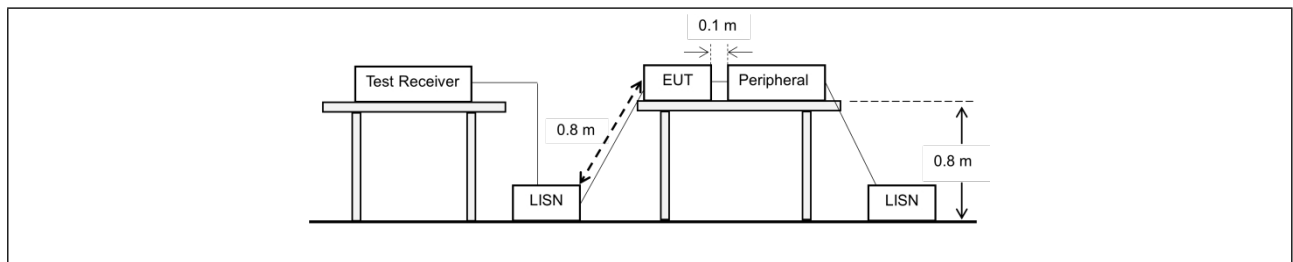 0.1 m
Test Receiver
EUT
Peripheral
0.8 m
0.8 m
LISN
LISN